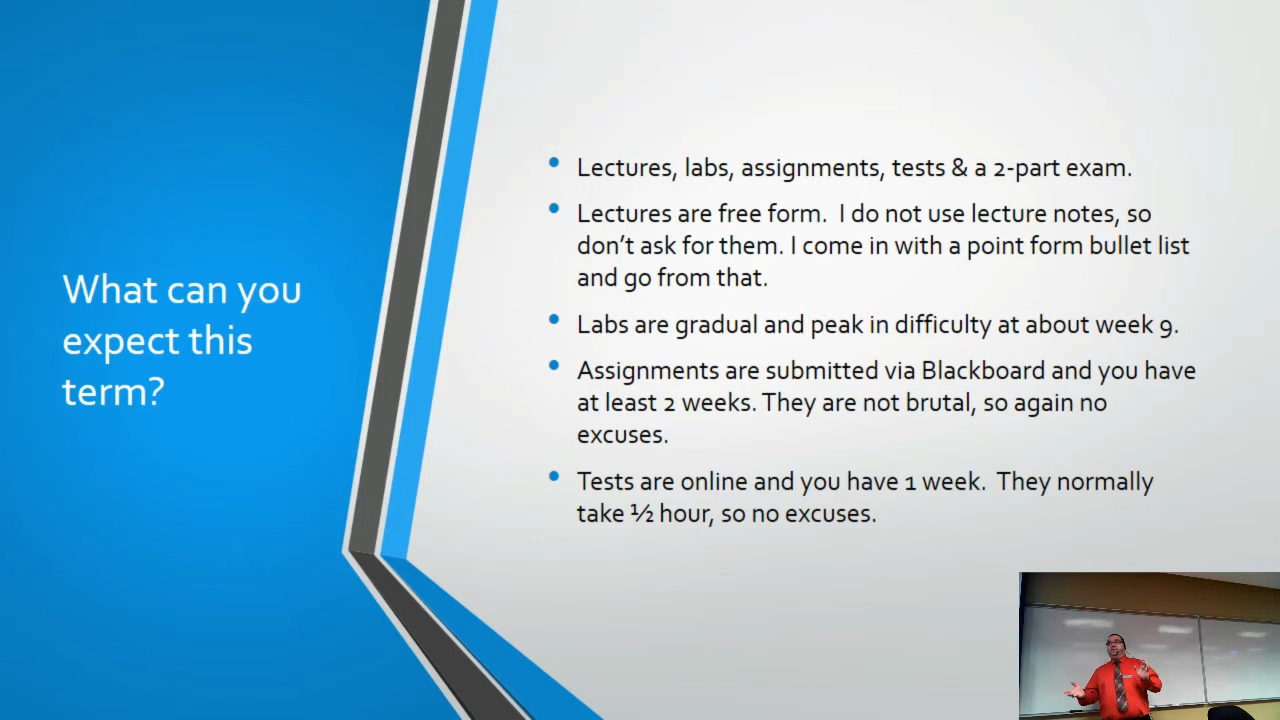 What can you
expect this
term?
Lectures, labs, assignments, tests & a 2-part exam.
Lectures are free form.  I do not use lecture notes, so
don’t ask for them. I come in with a point form bullet list
and go from that.
Labs are gradual and peak in difficulty at about week 9.
Assignments are submitted via Blackboard and you have
at least 2 weeks. They are not brutal, so again no
excuses.
Tests are online and you have 1 week.  They normally
take ½ hour, so no excuses.